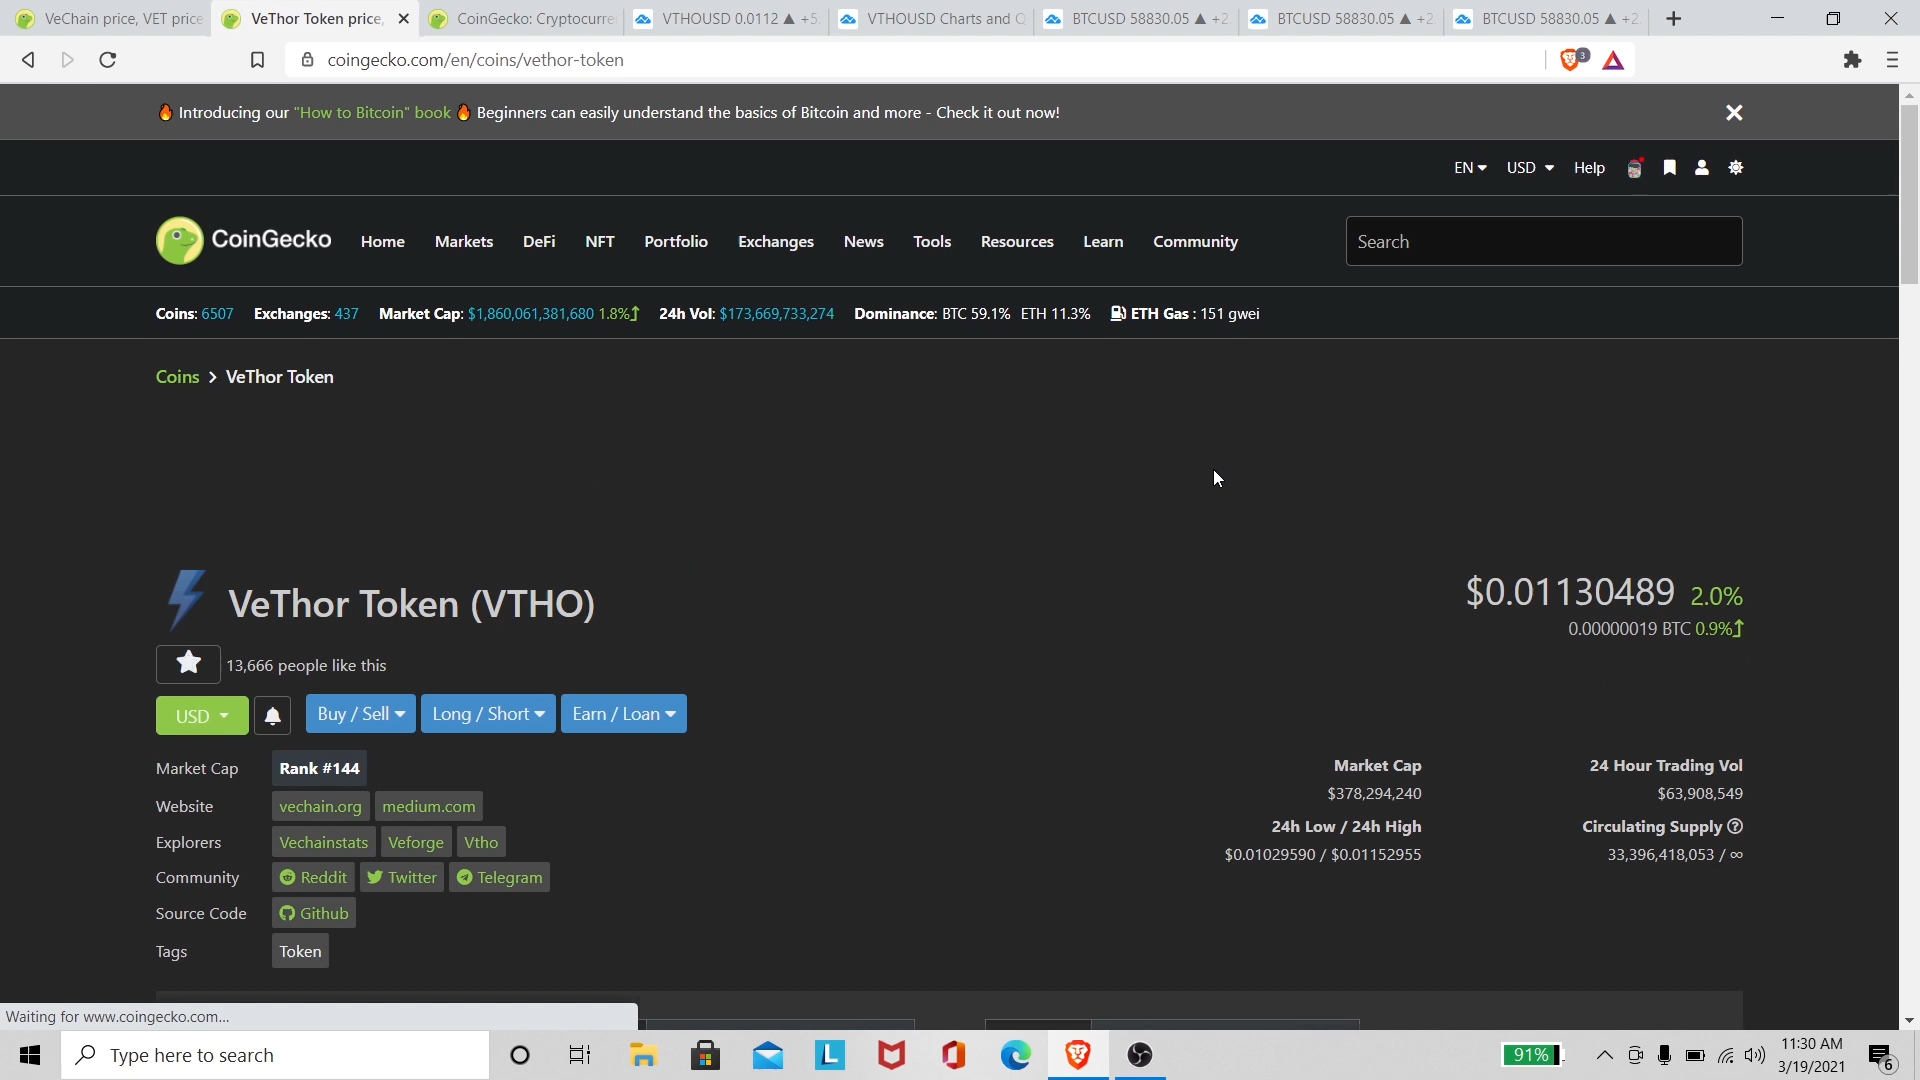 VeChain price, VET price
VeThor Token price,
CoinGecko: Cryptocurre
VTHOUSD 0.0112 ▲ +5.
VTHOUSD Charts and Q
BTCUSD 58830.05 ▲ +2
BTCUSD 58830.05 ▲ +2
BTCUSD 58830.05 ▲ +2
coingecko.com/en/coins/vethor-token
3
🔥 Introducing our "How to Bitcoin" book 🔥 Beginners can easily understand the basics of Bitcoin and more - Check it out now!
EN USD Help
CoinGecko Home Markets DeFi NFT Portfolio Exchanges News Tools Resources Learn Community
Search
Coins: 6507 Exchanges: 437 Market Cap: $1,860,061,381,680 1.8% 24h Vol: $173,669,733,274 Dominance: BTC 59.1% ETH 11.3% ETH Gas : 151 gwei
Coins > VeThor Token
VeThor Token (VTHO)
$0.01130489 2.0%
0.00000019 BTC 0.9%
13,666 people like this
USD Buy / Sell Long / Short Earn / Loan
Market Cap Rank #144
Website vechain.org medium.com
Explorers Vechainstats Veforge Vtho
Community Reddit Twitter Telegram
Source Code Github
Tags Token
Market Cap
$378,294,240
24 Hour Trading Vol
$63,908,549
24h Low / 24h High
$0.01029590 / $0.01152955
Circulating Supply ?
33,396,418,053 / ∞
Waiting for www.coingecko.com...
Type here to search
L
91%
11:30 AM
3/19/2021
6